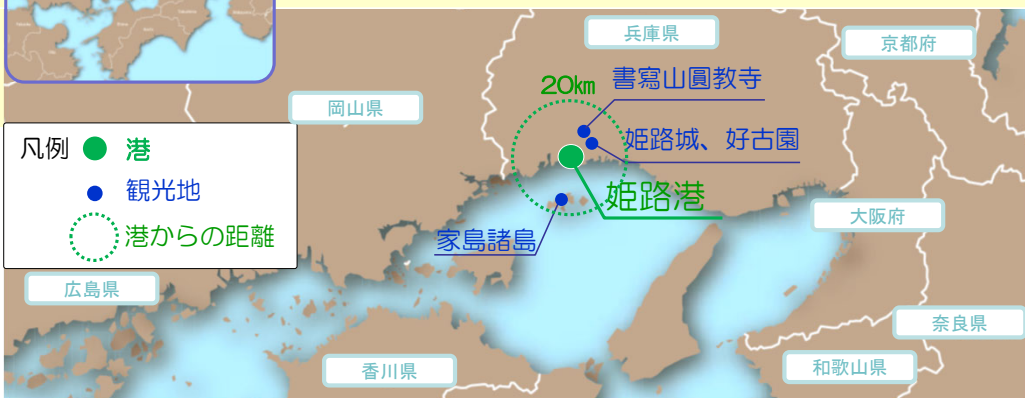 兵庫県
京都府
20km
書寫山圓教寺
岡山県
姫路城、好古園
凡例
港
観光地
港からの距離
姫路港
大阪府
家島諸島
広島県
奈良県
香川県
和歌山県